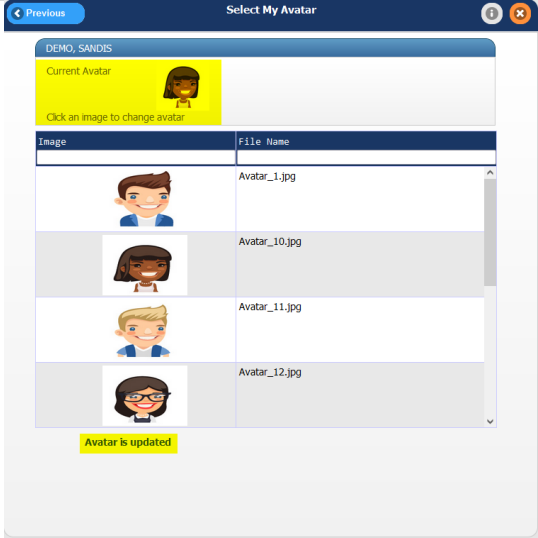 Previous
Select My Avatar
DEMO, SANDIS
Current Avatar
Click an image to change avatar
Image File Name
Avatar_1.jpg
Avatar_10.jpg
Avatar_11.jpg
Avatar_12.jpg
Avatar is updated